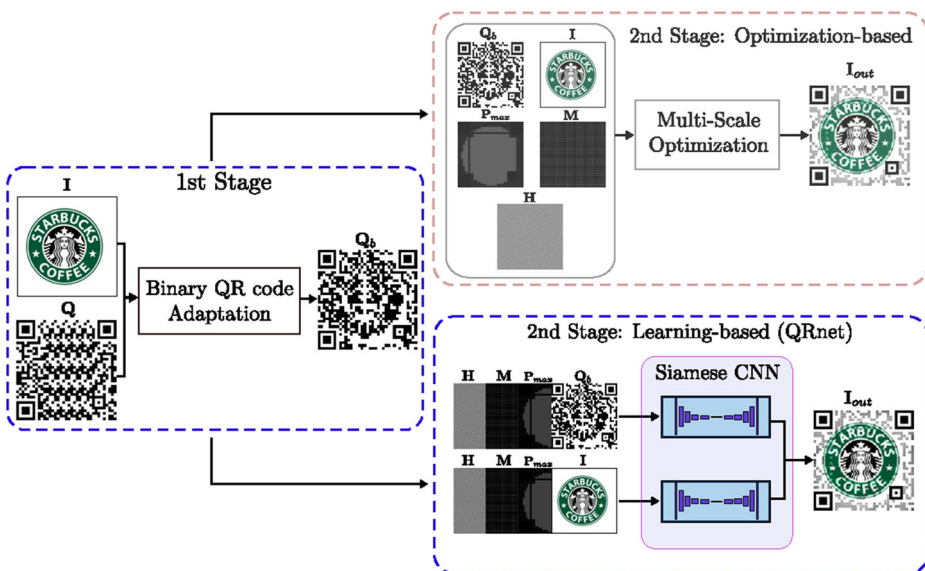 1st Stage
I
STARBUCKS
COFFEE
Q
Binary QR code
Adaptation
Q_b
2nd Stage: Optimization-based
Q_b
I
STARBUCKS
COFFEE
P_max
M
H
Multi-Scale
Optimization
I_out
STARBUCKS
COFFEE
2nd Stage: Learning-based (QRnet)
H M P_max Q_b
H M P_max I
STARBUCKS
COFFEE
Siamese CNN
I_out
STARBUCKS
COFFEE